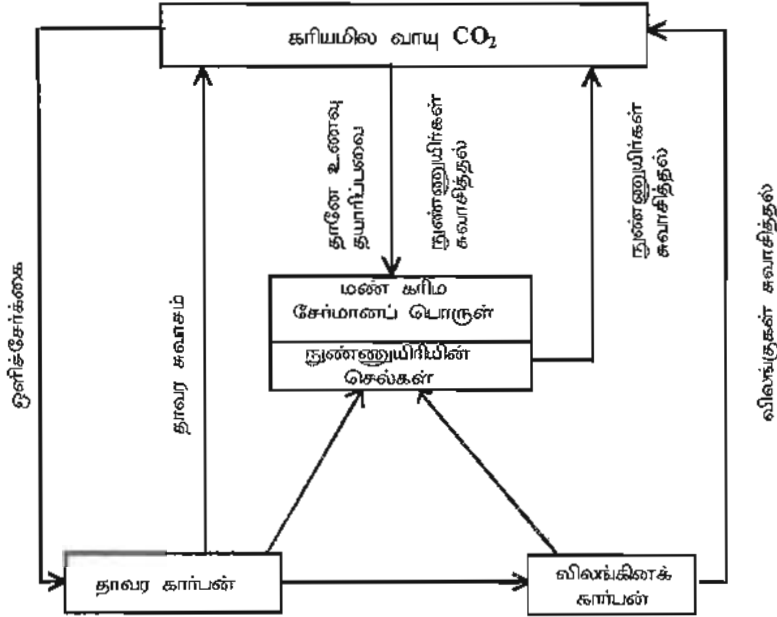 கரியமில வாயு CO₂
ஒளிச்சேர்க்கை
தாவர சுவாசம்
தானே உணவு
தயாரிப்பவை
நுண்ணுயிர்கள்
சுவாசித்தல்
நுண்ணுயிர்கள்
சுவாசித்தல்
விலங்குகள் சுவாசித்தல்
மண் கரிம
சேர்மானப் பொருள்
நுண்ணுயிரியின்
செல்கள்
தாவர கார்பன்
விலங்கினக்
கார்பன்